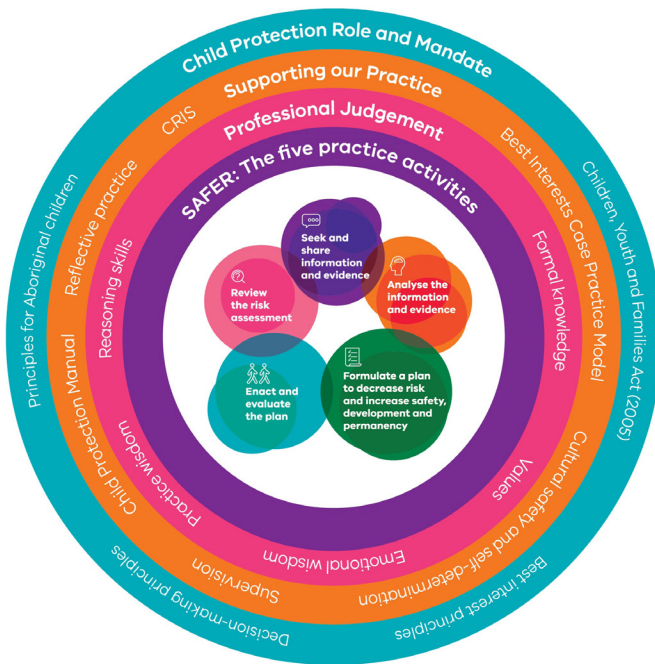 Child Protection Role and Mandate
Children, Youth and Families Act (2005)
Best interest principles
Decision-making principles
Principles for Aboriginal children
Supporting our Practice
Best Interests Case Practice Model
Cultural safety and self-determination
Supervision
Child Protection Manual
Reflective practice
CRIS
Professional Judgement
Formal knowledge
Values
Emotional wisdom
Practice wisdom
Reasoning skills
SAFER: The five practice activities
Seek and
share
information
and evidence
Analyse the
information
and evidence
Formulate a plan
to decrease risk
and increase safety,
development and
permanency
Enact and
evaluate
the plan
Review
the risk
assessment